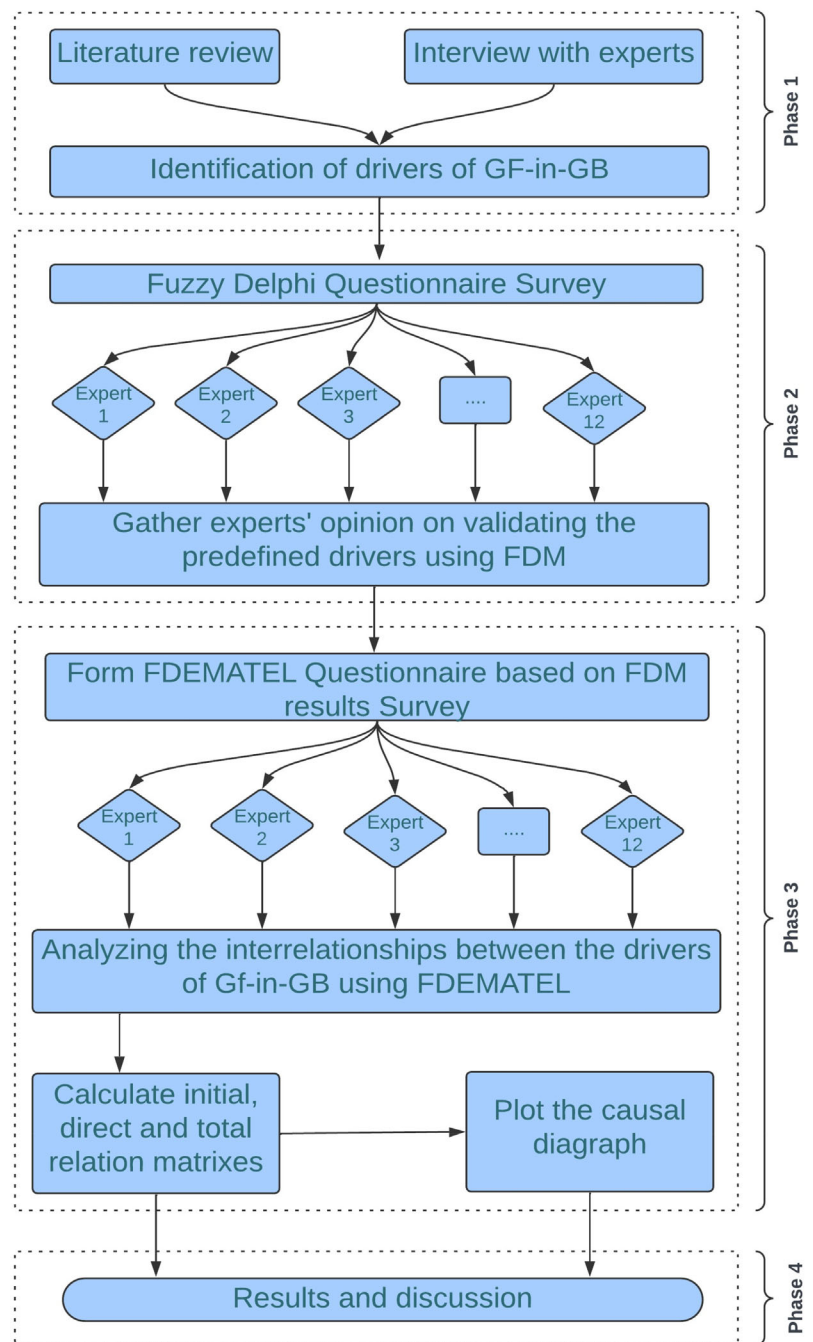 Literature review
Interview with experts
Identification of drivers of GF-in-GB
Phase 1
Fuzzy Delphi Questionnaire Survey
Expert
1
Expert
2
Expert
3
....
Expert
12
Gather experts' opinion on validating the
predefined drivers using FDM
Phase 2
Form FDEMATEL Questionnaire based on FDM
results Survey
Expert
1
Expert
2
Expert
3
....
Expert
12
Analyzing the interrelationships between the drivers
of Gf-in-GB using FDEMATEL
Calculate initial,
direct and total
relation matrixes
Plot the causal
diagraph
Phase 3
Results and discussion
Phase 4